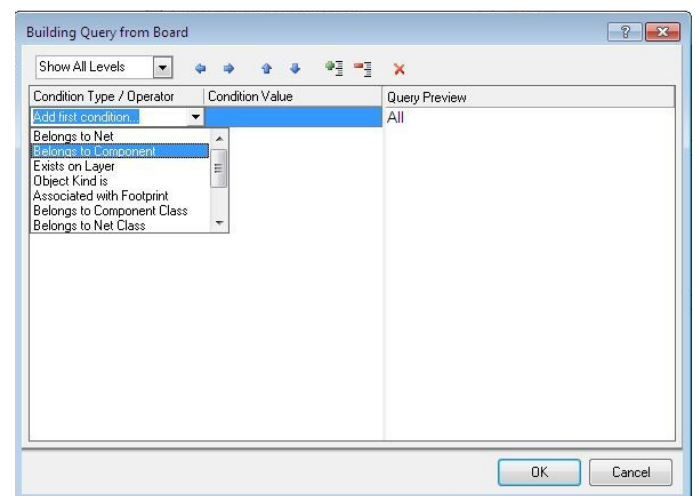 Building Query from Board
?
Show All Levels
Condition Type / Operator Condition Value Query Preview
Add first condition... All
Belongs to Net
Belongs to Component
Exists on Layer
Object Kind is
Associated with Footprint
Belongs to Component Class
Belongs to Net Class
OK Cancel